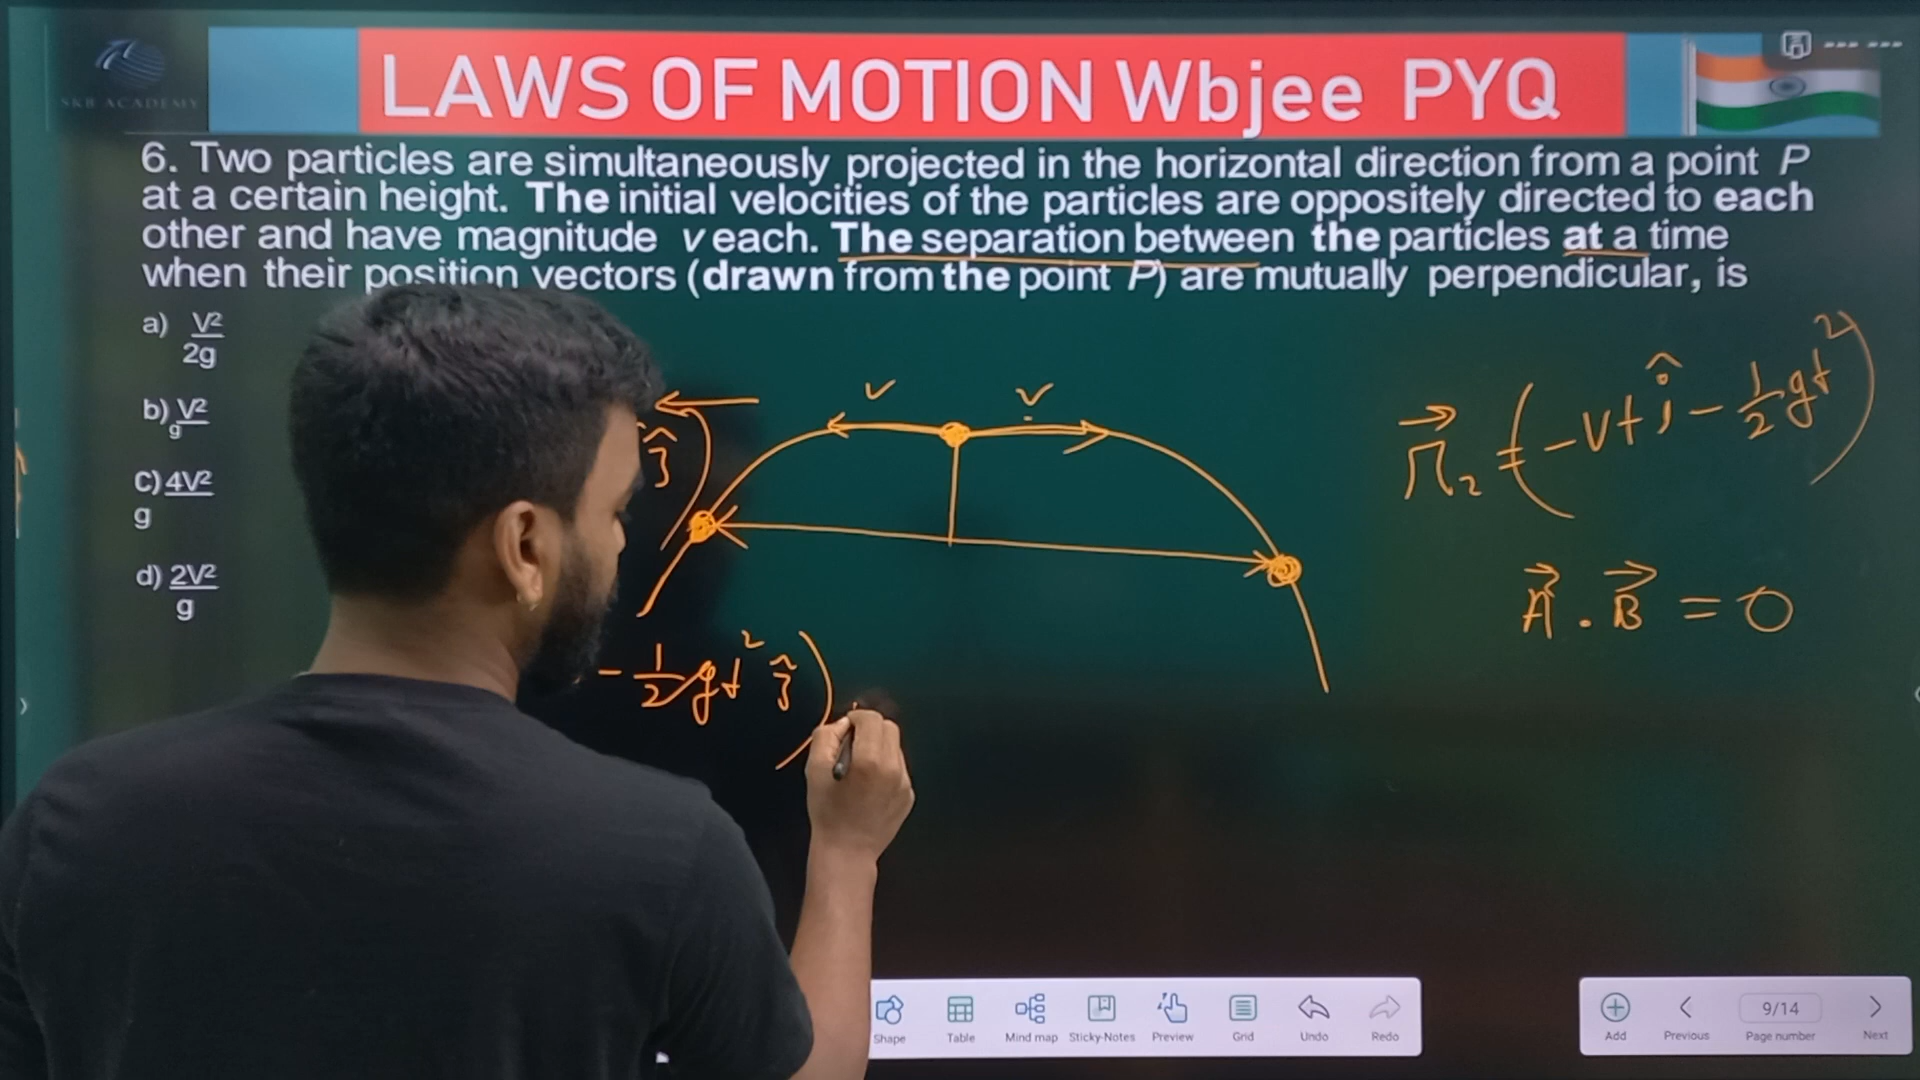 SKB ACADEMY
LAWS OF MOTION Wbjee PYQ
6. Two particles are simultaneously projected in the horizontal direction from a point P
at a certain height. The initial velocities of the particles are oppositely directed to each
other and have magnitude v each. The separation between the particles at a time
when their position vectors (drawn from the point P) are mutually perpendicular, is
a) V²/2g
b) V²/g
C) 4V²/g
d) 2V²/g
v v
ĵ)
r⃗₂ = (-vt î - ½gt²)
A⃗ . B⃗ = 0
- ½gt² ĵ)
Shape Table Mind map Sticky-Notes Preview Grid Undo Redo
Add Previous 9/14 Page number Next